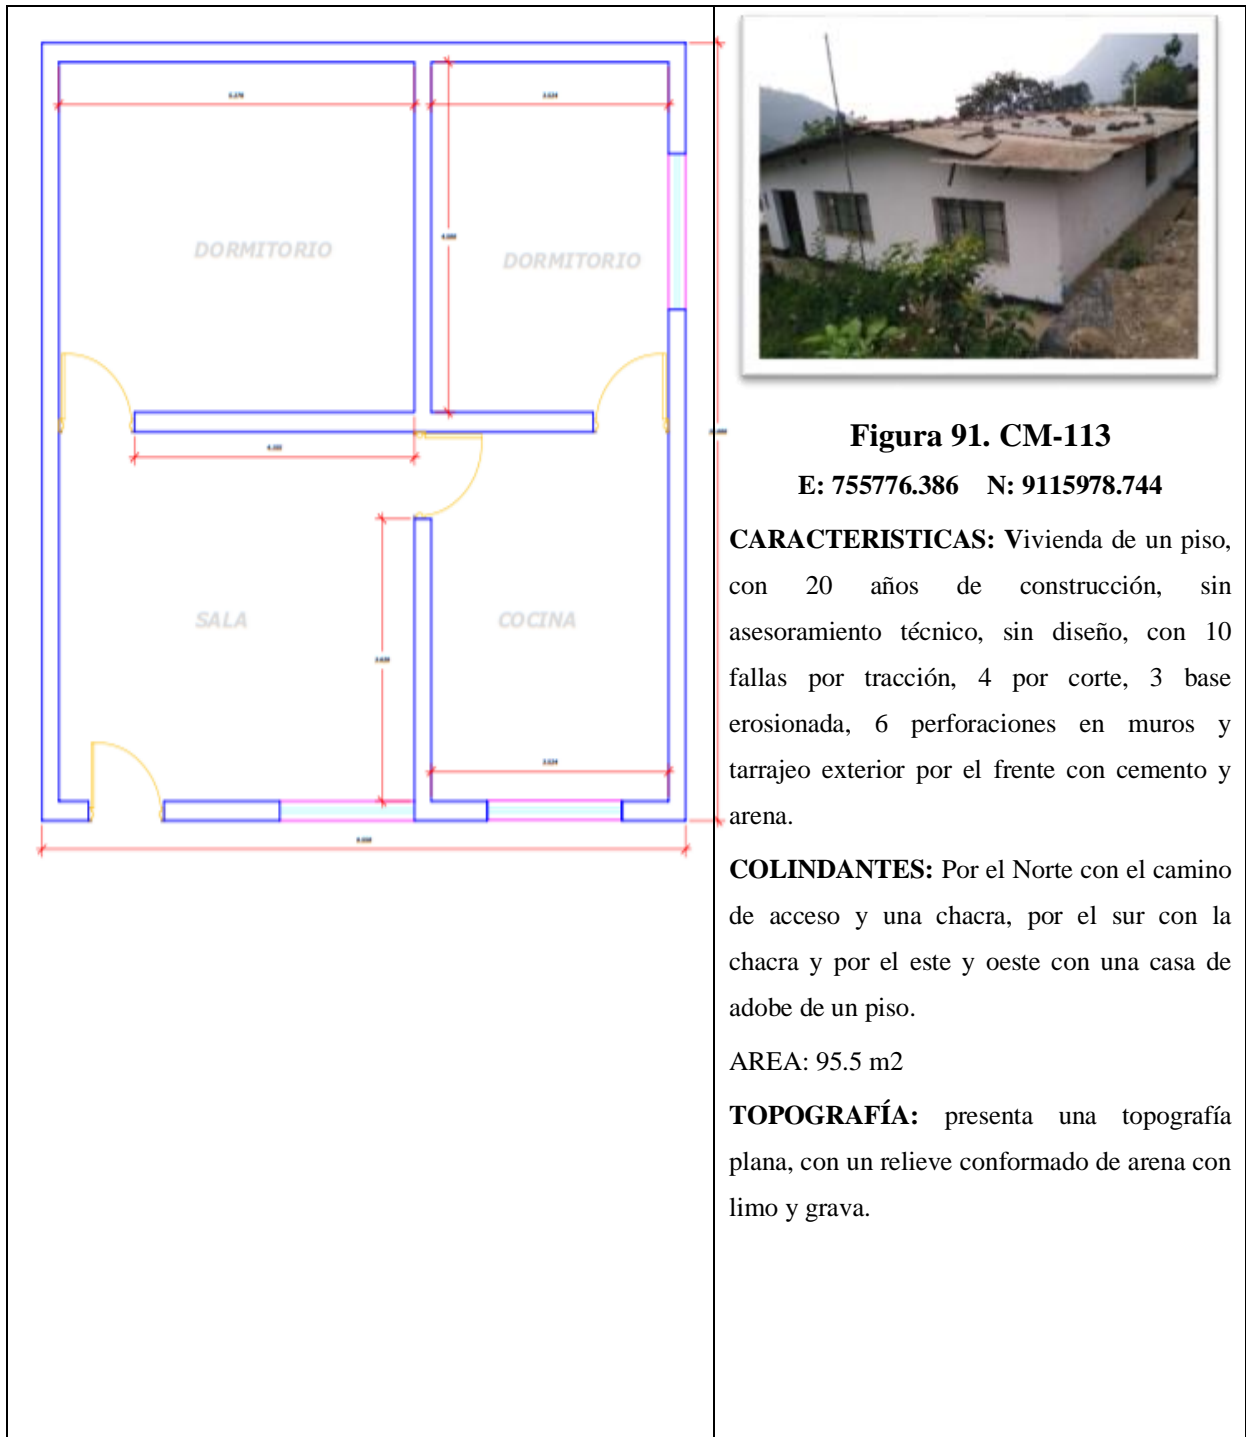 DORMITORIO
DORMITORIO
SALA
COCINA
Figura 91. CM-113
E: 755776.386 N: 9115978.744
CARACTERISTICAS: Vivienda de un piso,
con 20 años de construcción, sin
asesoramiento técnico, sin diseño, con 10
fallas por tracción, 4 por corte, 3 base
erosionada, 6 perforaciones en muros y
tarrajeo exterior por el frente con cemento y
arena.
COLINDANTES: Por el Norte con el camino
de acceso y una chacra, por el sur con la
chacra y por el este y oeste con una casa de
adobe de un piso.
AREA: 95.5 m2
TOPOGRAFÍA: presenta una topografía
plana, con un relieve conformado de arena con
limo y grava.